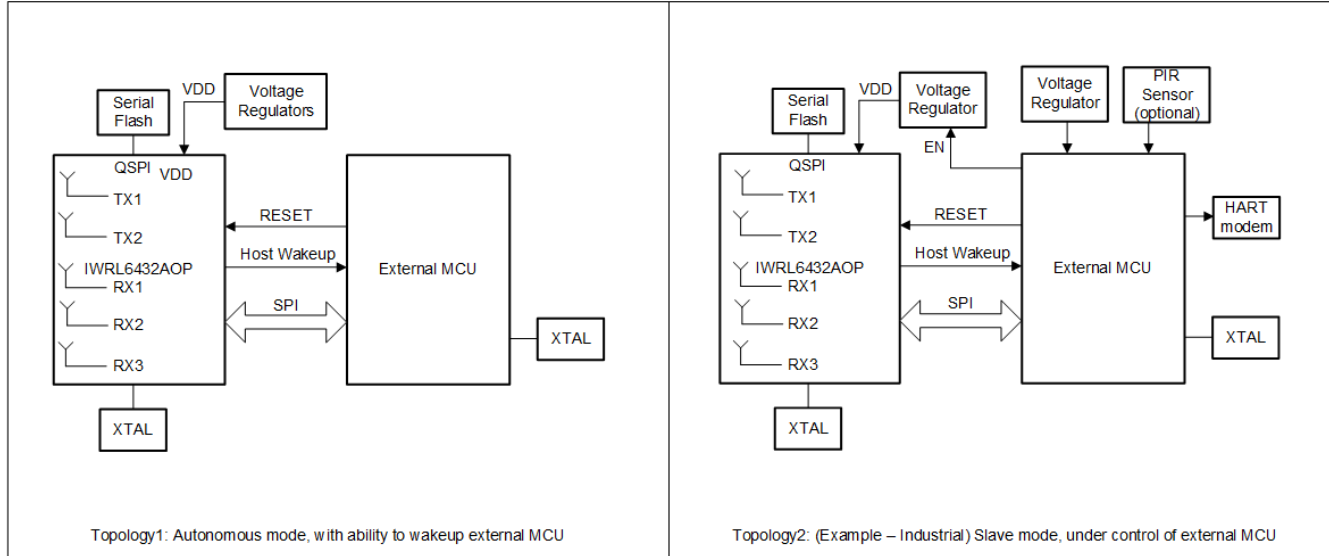 VDD
Voltage
Regulators
Serial
Flash
QSPI
VDD
TX1
TX2
IWRL6432AOP
RX1
RX2
RX3
RESET
Host Wakeup
SPI
External MCU
XTAL
XTAL
Topology1: Autonomous mode, with ability to wakeup external MCU
VDD
Voltage
Regulator
Serial
Flash
EN
Voltage
Regulator
PIR
Sensor
(optional)
QSPI
TX1
TX2
IWRL6432AOP
RX1
RX2
RX3
RESET
Host Wakeup
SPI
External MCU
HART
modem
XTAL
XTAL
Topology2: (Example – Industrial) Slave mode, under control of external MCU